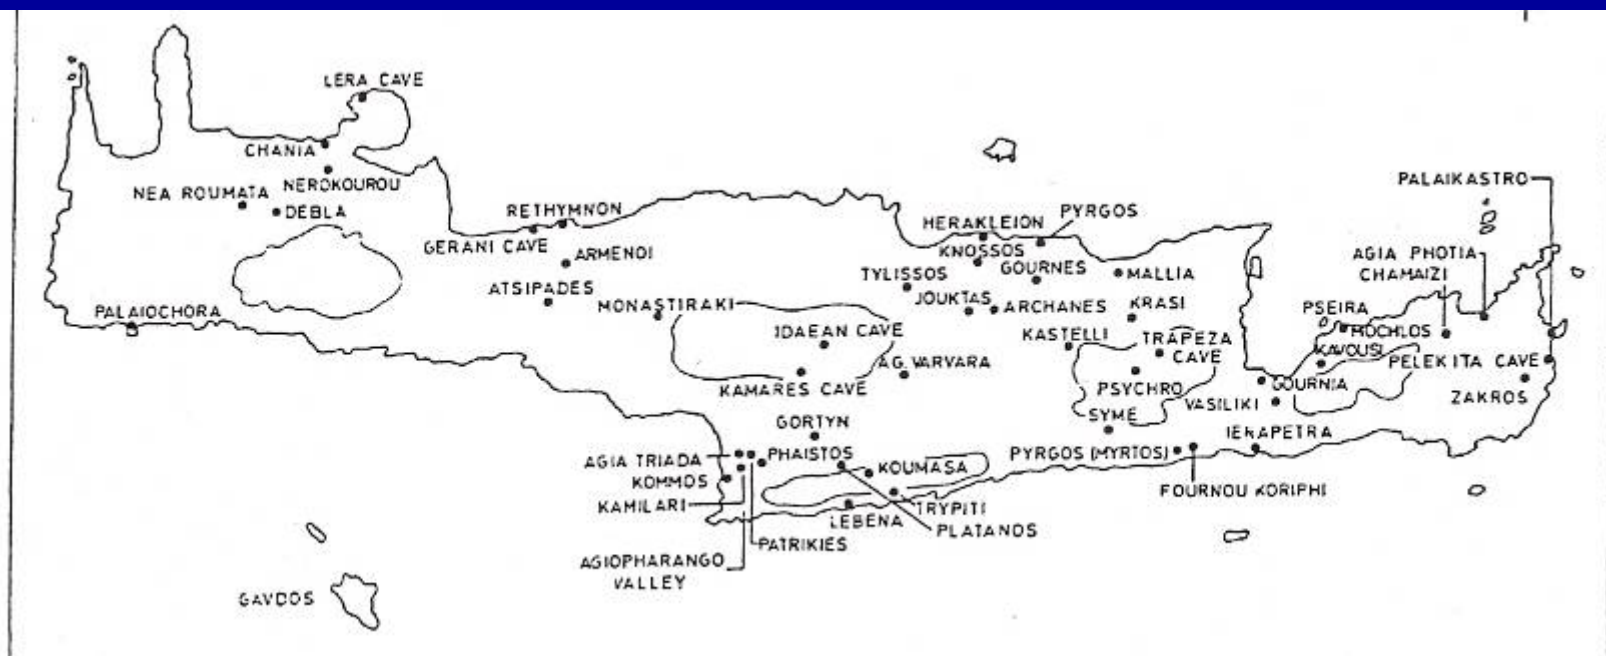 LERA CAVE
CHANIA
NEROKOUROU
NEA ROUMATA
DEBLA
PALAIOCHORA
RETHYMNON
GERANI CAVE
ARMENOI
ATSIPADES
MONASTIRAKI
IDAEAN CAVE
KAMARES CAVE
HERAKLEION
PYRGOS
KNOSSOS
GOURNES
TYLISSOS
JOUKTAS
ARCHANES
MALLIA
KRASI
KASTELLI
TRAPEZA
CAVE
AG. VARVARA
PSYCHRO
SYME
PALAIKASTRO
AGIA PHOTIA
CHAMAIZI
PSEIRA
MOCHLOS
KAVOUSI
PELEKITA CAVE
GOURNIA
ZAKROS
VASILIKI
IERAPETRA
PYRGOS (MYRTOS)
FOURNOU KORIPHI
GORTYN
AGIA TRIADA
PHAISTOS
KOUMASA
KOMMOS
KAMILARI
LEBENA
TRYPITI
PLATANOS
PATRIKIES
AGIOPHARANGO
VALLEY
GAVDOS